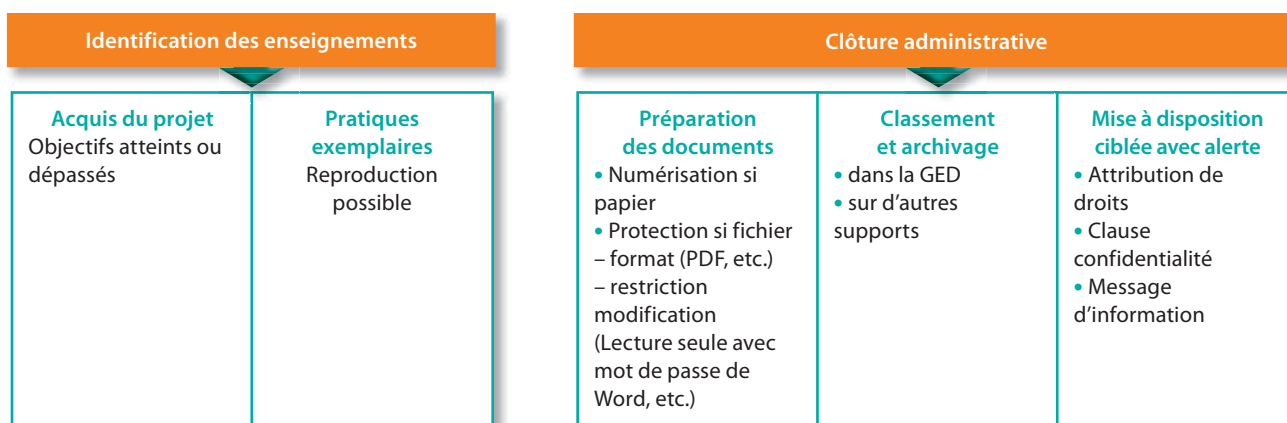 Identification des enseignements
Acquis du projet
Objectifs atteints ou
dépassés
Pratiques
exemplaires
Reproduction
possible
Clôture administrative
Préparation
des documents
• Numérisation si
papier
• Protection si fichier
– format (PDF, etc.)
– restriction
modification
(Lecture seule avec
mot de passe de
Word, etc.)
Classement
et archivage
• dans la GED
• sur d'autres
supports
Mise à disposition
ciblée avec alerte
• Attribution de
droits
• Clause
confidentialité
• Message
d'information